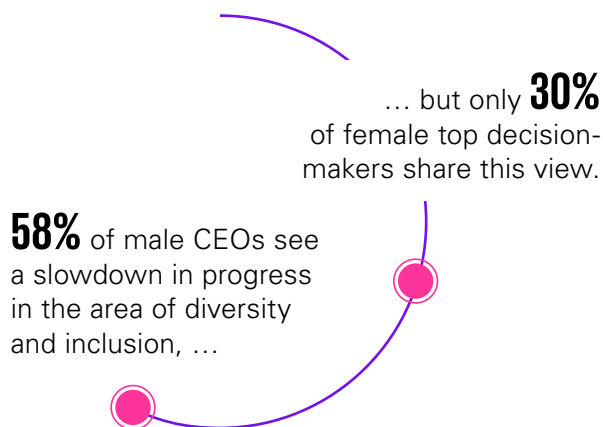 58% of male CEOs see
a slowdown in progress
in the area of diversity
and inclusion, …
… but only 30%
of female top decision-
makers share this view.